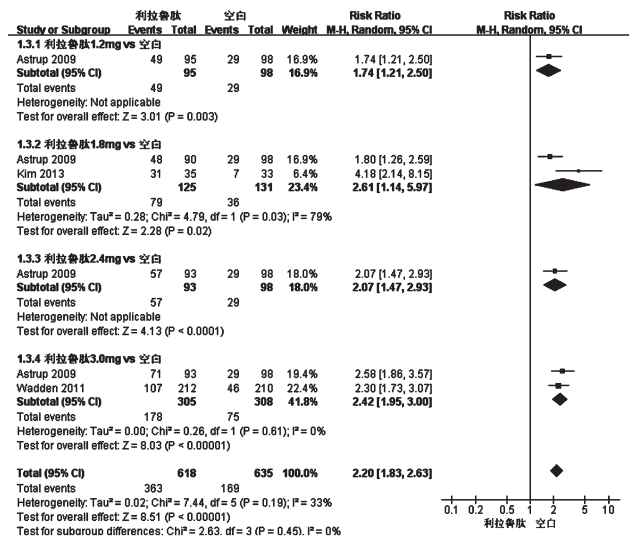 利拉鲁肽 空白 Risk Ratio Risk Ratio
Study or Subgroup Events Total Events Total Weight M-H, Random, 95% CI M-H, Random, 95% CI
1.3.1 利拉鲁肽1.2mg vs 空白
Astrup 2009 49 95 29 98 16.9% 1.74 [1.21, 2.50]
Subtotal (95% CI) 95 98 16.9% 1.74 [1.21, 2.50]
Total events 49 29
Heterogeneity: Not applicable
Test for overall effect: Z = 3.01 (P = 0.003)
1.3.2 利拉鲁肽1.8mg vs 空白
Astrup 2009 48 90 29 98 16.9% 1.80 [1.26, 2.59]
Kim 2013 31 35 7 33 6.4% 4.18 [2.14, 8.15]
Subtotal (95% CI) 125 131 23.4% 2.61 [1.14, 5.97]
Total events 79 36
Heterogeneity: Tau² = 0.28; Chi² = 4.79, df = 1 (P = 0.03); I² = 79%
Test for overall effect: Z = 2.28 (P = 0.02)
1.3.3 利拉鲁肽2.4mg vs 空白
Astrup 2009 57 93 29 98 18.0% 2.07 [1.47, 2.93]
Subtotal (95% CI) 93 98 18.0% 2.07 [1.47, 2.93]
Total events 57 29
Heterogeneity: Not applicable
Test for overall effect: Z = 4.13 (P < 0.0001)
1.3.4 利拉鲁肽3.0mg vs 空白
Astrup 2009 71 93 29 98 19.4% 2.58 [1.86, 3.57]
Wadden 2011 107 212 46 210 22.4% 2.30 [1.73, 3.07]
Subtotal (95% CI) 305 308 41.8% 2.42 [1.95, 3.00]
Total events 178 75
Heterogeneity: Tau² = 0.00; Chi² = 0.26, df = 1 (P = 0.61); I² = 0%
Test for overall effect: Z = 8.03 (P < 0.00001)
Total (95% CI) 618 635 100.0% 2.20 [1.83, 2.63]
Total events 363 169
Heterogeneity: Tau² = 0.02; Chi² = 7.44, df = 5 (P = 0.19); I² = 33%
Test for overall effect: Z = 8.51 (P < 0.00001)
Test for subgroup differences: Chi² = 2.63, df = 3 (P = 0.45), I² = 0%
0.1 0.2 0.5 1 2 5 10
利拉鲁肽 空白